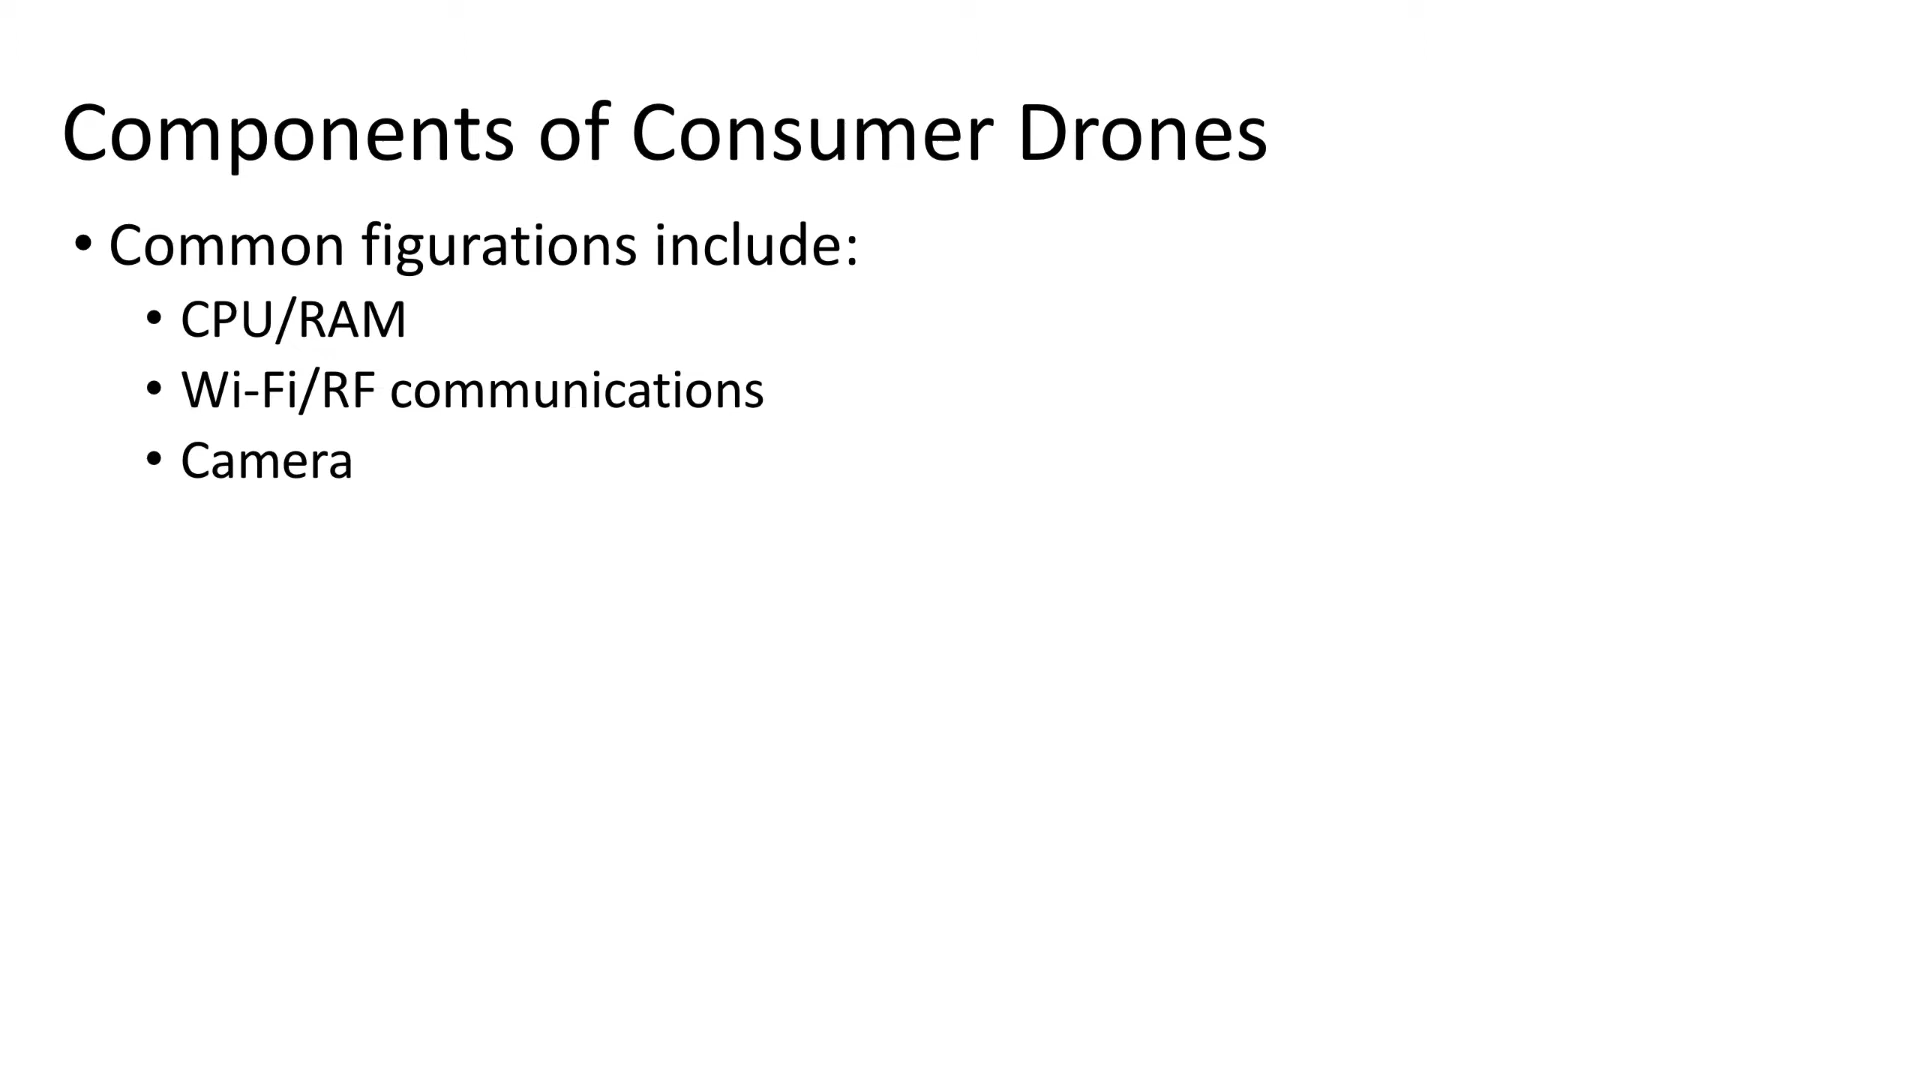 Components of Consumer Drones
• Common figurations include:
• CPU/RAM
• Wi-Fi/RF communications
• Camera